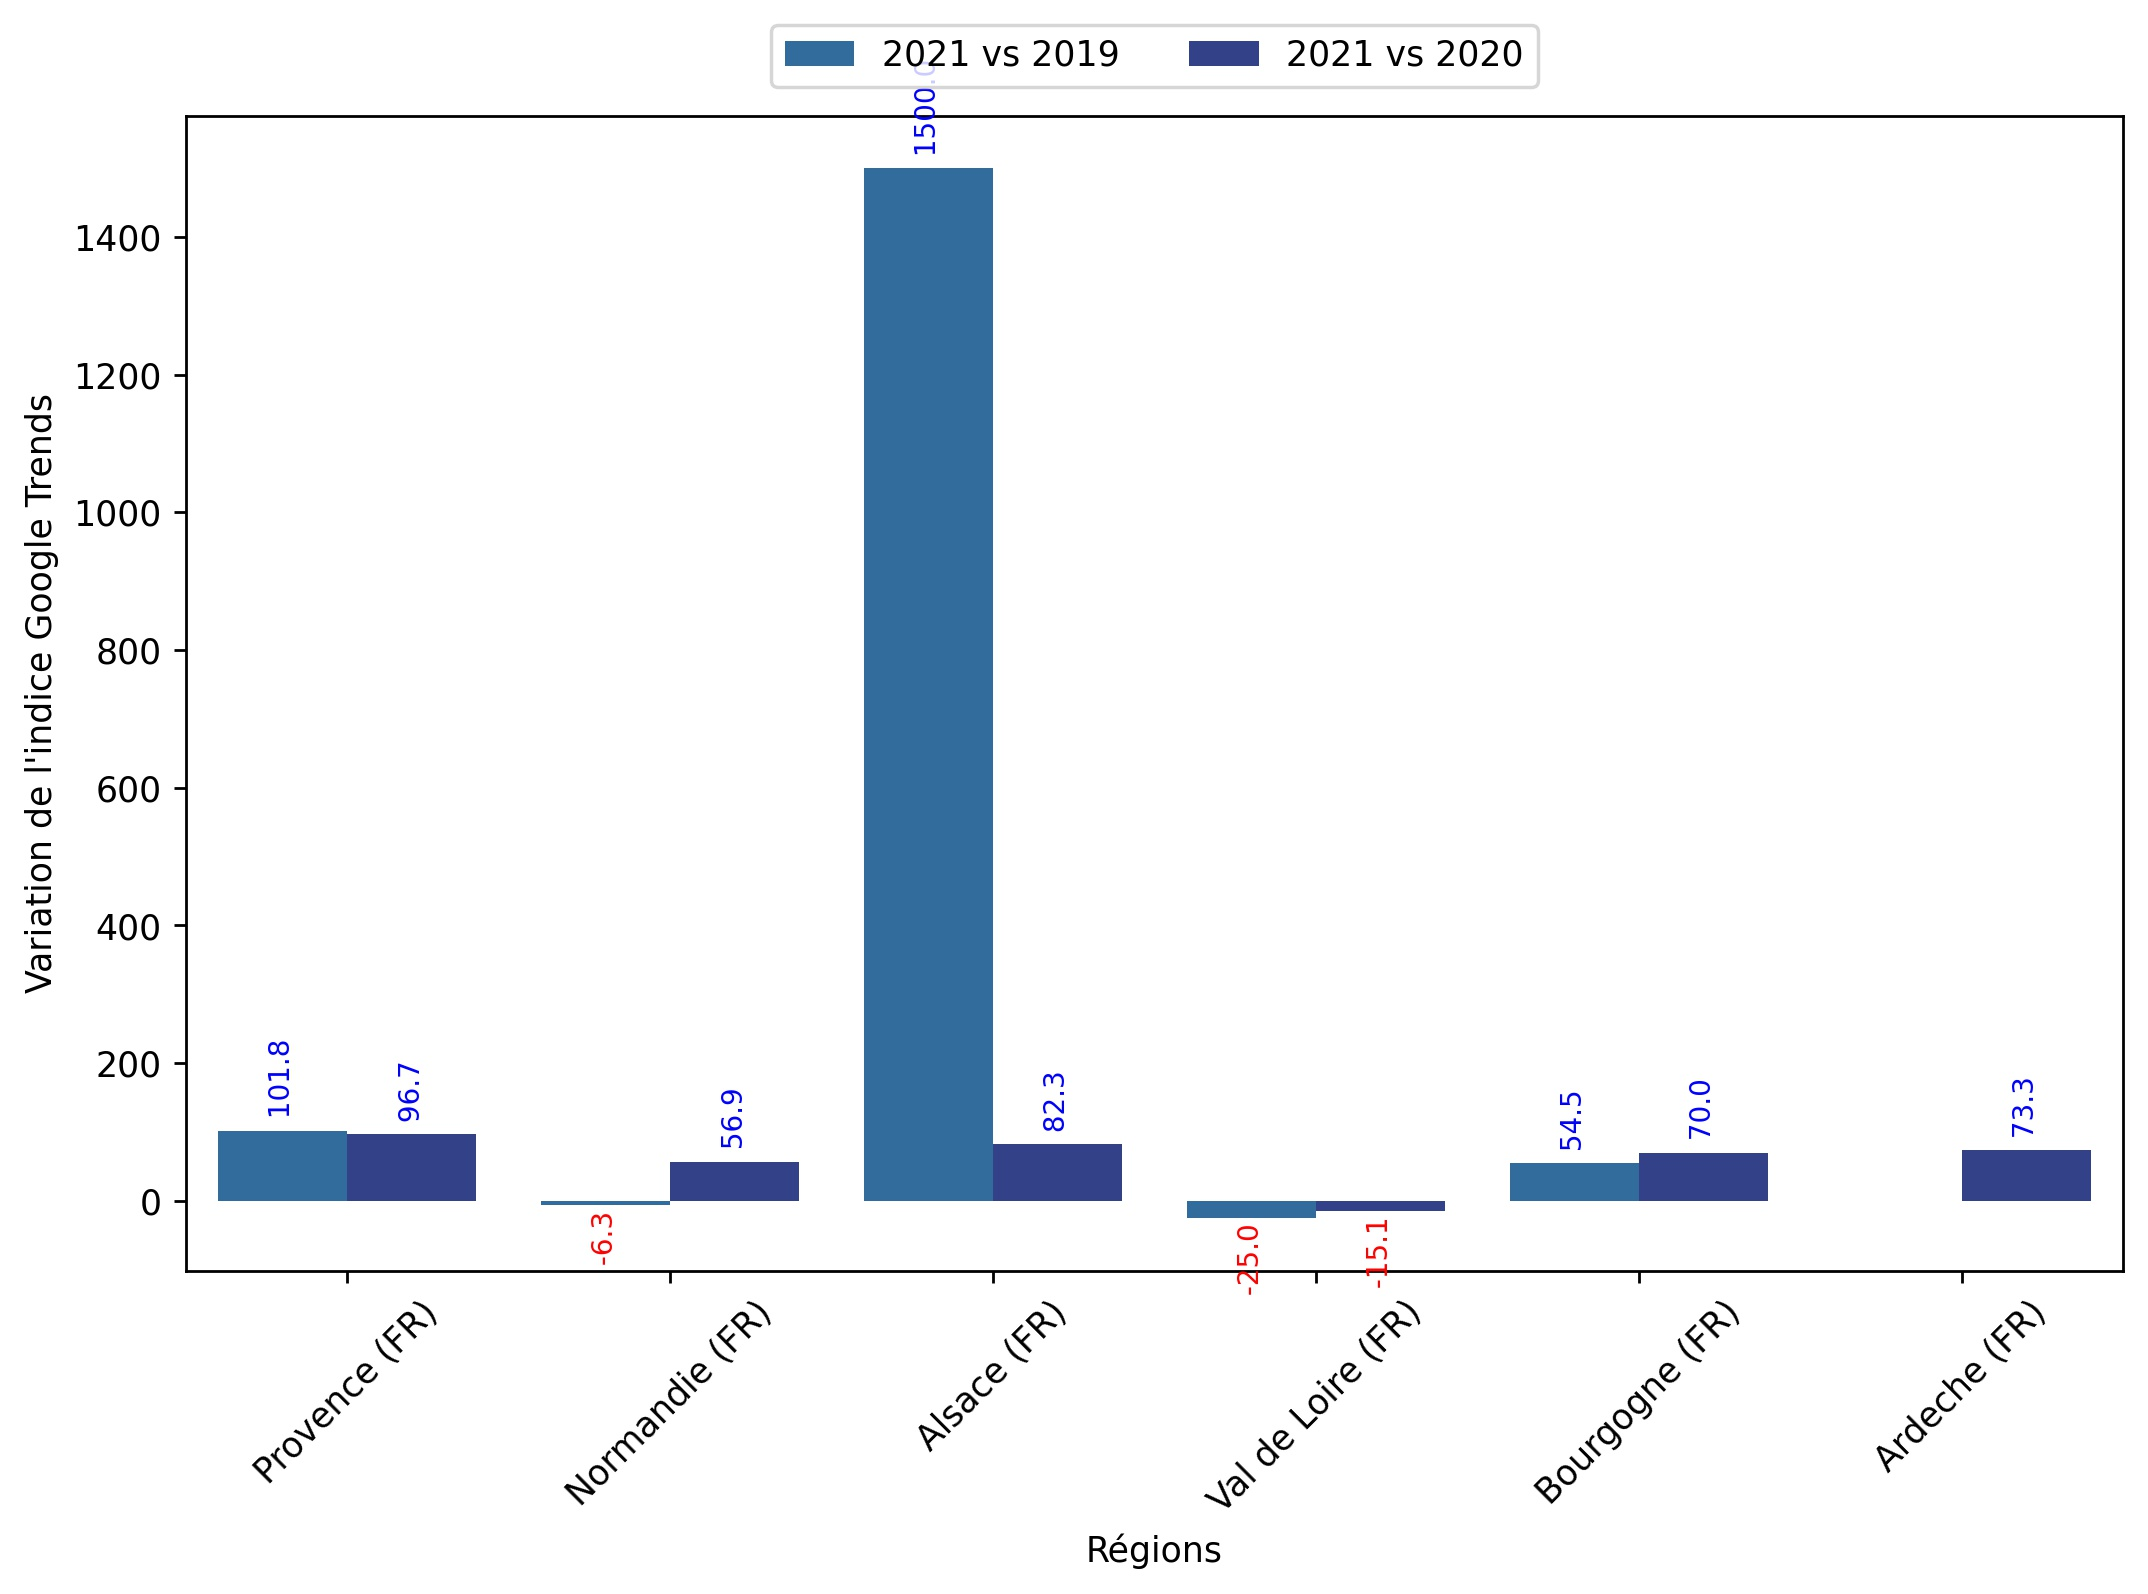 2021 vs 2019
2021 vs 2020
Variation de l'indice Google Trends
1400
1200
1000
800
600
400
200
0
101.8
96.7
-6.3
56.9
1500.0
82.3
-25.0
-15.1
54.5
70.0
73.3
Provence (FR)
Normandie (FR)
Alsace (FR)
Val de Loire (FR)
Bourgogne (FR)
Ardeche (FR)
Régions